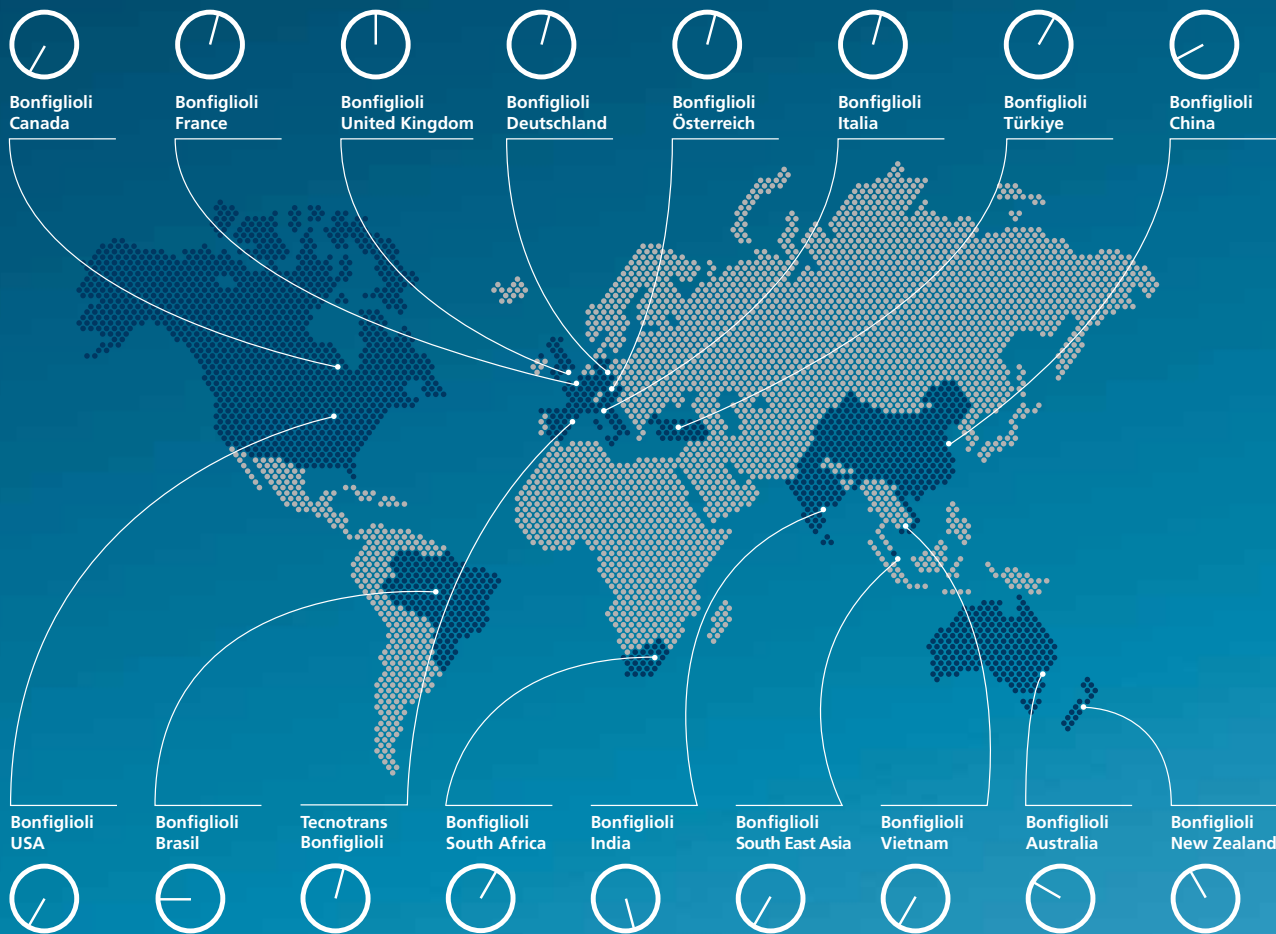 Bonfiglioli
Canada
Bonfiglioli
France
Bonfiglioli
United Kingdom
Bonfiglioli
Deutschland
Bonfiglioli
Österreich
Bonfiglioli
Italia
Bonfiglioli
Türkiye
Bonfiglioli
China
Bonfiglioli
USA
Bonfiglioli
Brasil
Tecnotrans
Bonfiglioli
Bonfiglioli
South Africa
Bonfiglioli
India
Bonfiglioli
South East Asia
Bonfiglioli
Vietnam
Bonfiglioli
Australia
Bonfiglioli
New Zealand